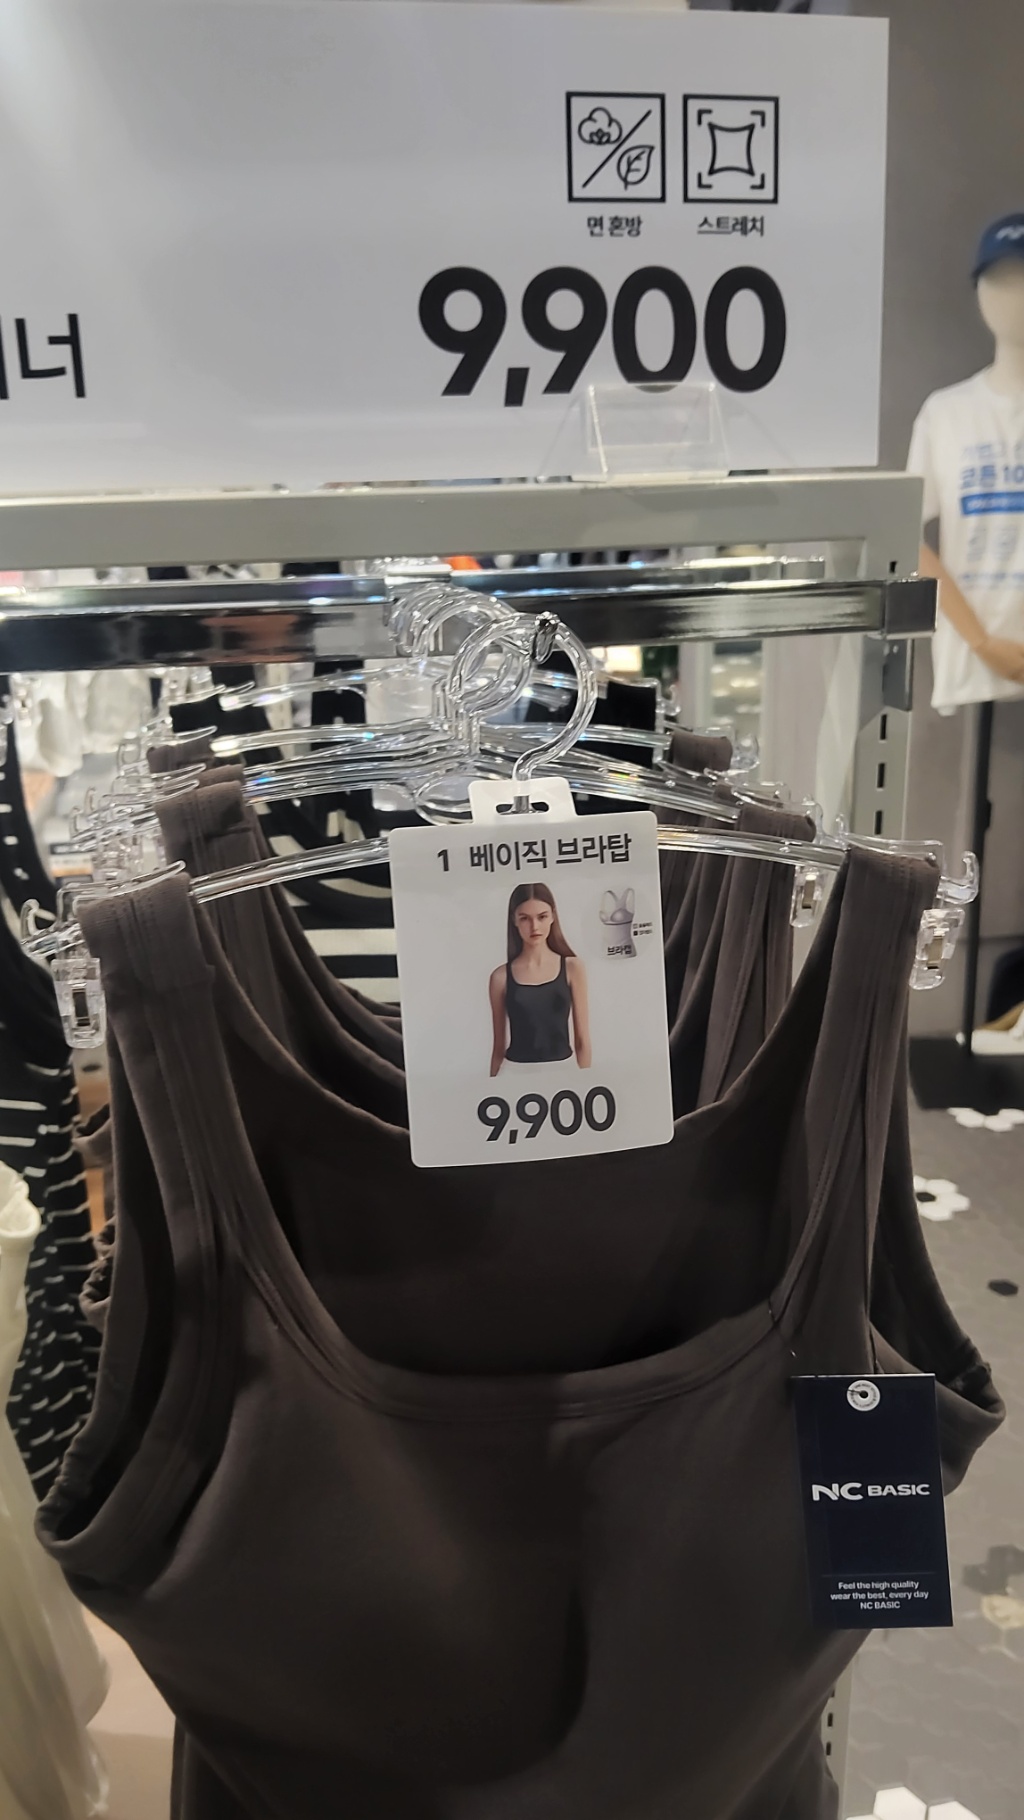 면 혼방
스트레치
너
9,900
1 베이직 브라탑
브라탑
9,900
NC BASIC
Feel the high quality
wear the best, every day
NC BASIC